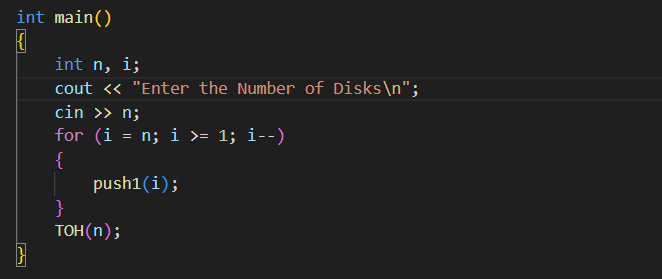 int main()
{
    int n, i;
    cout << "Enter the Number of Disks\n";
    cin >> n;
    for (i = n; i >= 1; i--)
    {
        push1(i);
    }
    TOH(n);
}